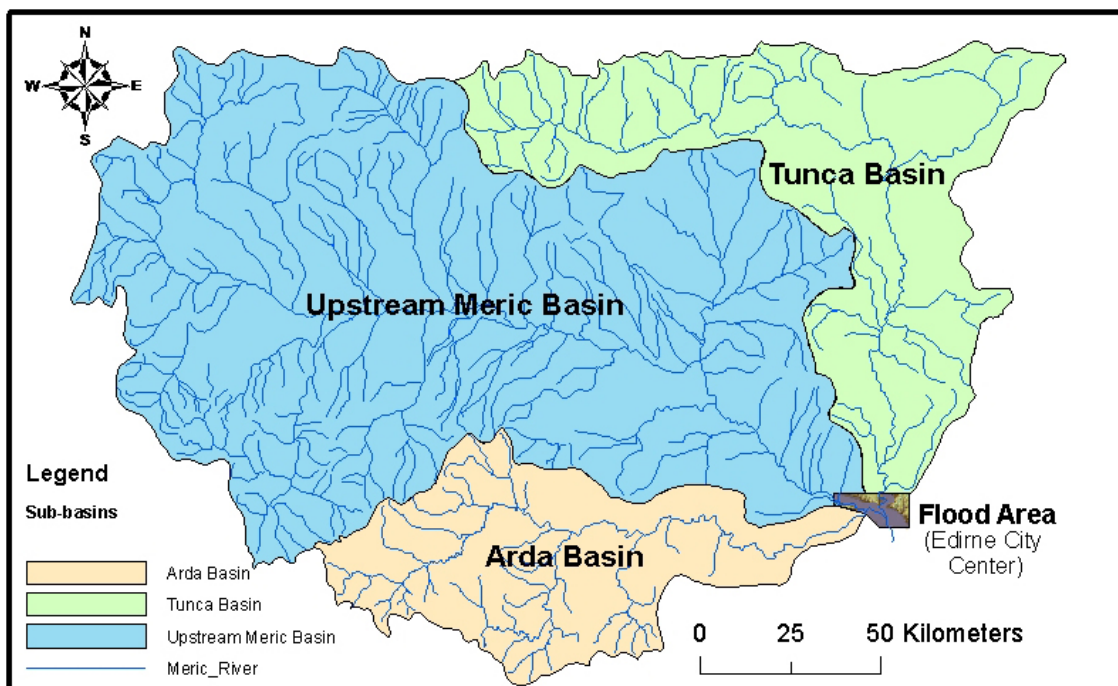 N
W E
S
Tunca Basin
Upstream Meric Basin
Legend
Sub-basins
Flood Area
(Edirne City
Center)
Arda Basin
Arda Basin
Tunca Basin
Upstream Meric Basin
Meric_River
0 25 50 Kilometers